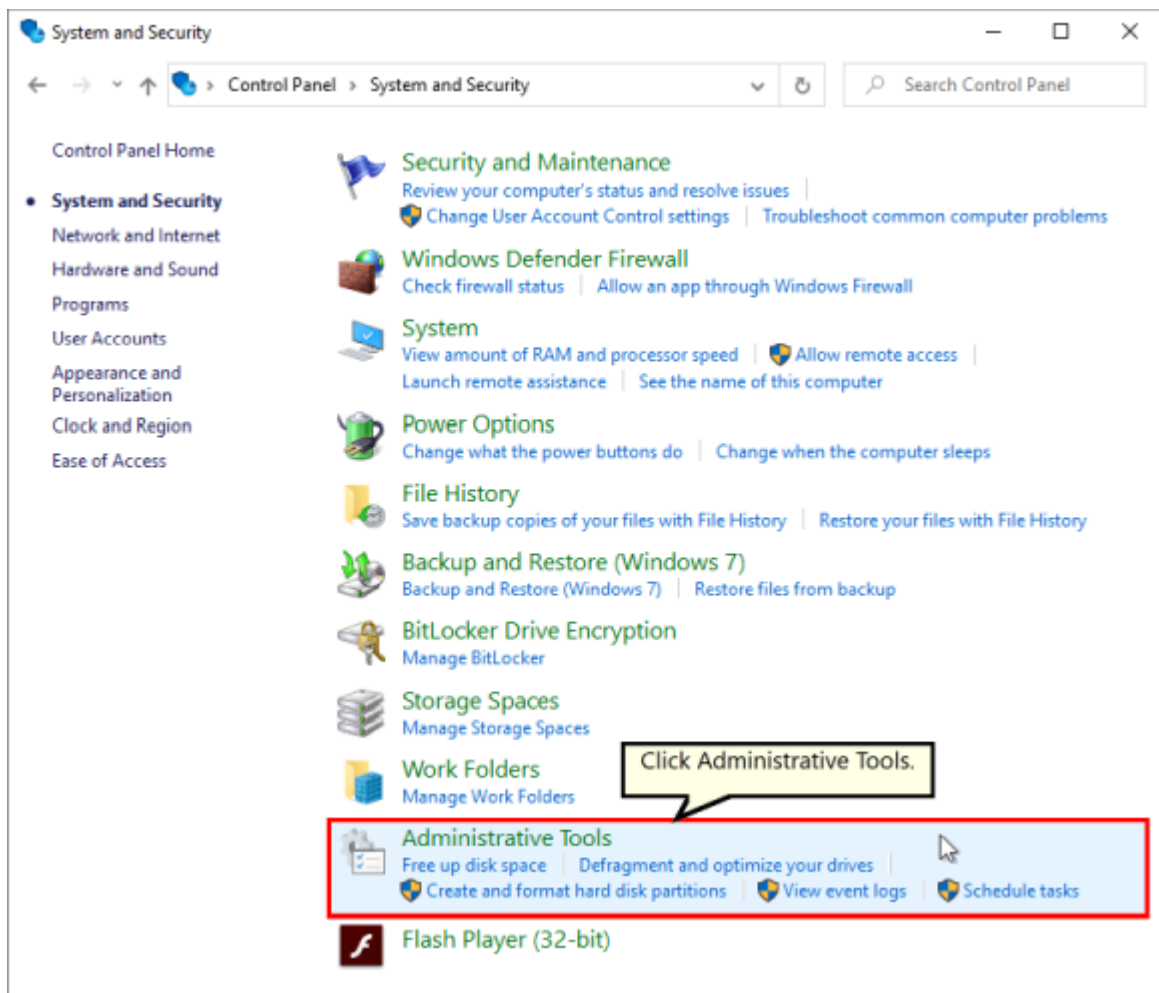 System and Security
Control Panel › System and Security
Search Control Panel
Control Panel Home
System and Security
Network and Internet
Hardware and Sound
Programs
User Accounts
Appearance and
Personalization
Clock and Region
Ease of Access
Security and Maintenance
Review your computer's status and resolve issues
Change User Account Control settings
Troubleshoot common computer problems
Windows Defender Firewall
Check firewall status
Allow an app through Windows Firewall
System
View amount of RAM and processor speed
Allow remote access
Launch remote assistance
See the name of this computer
Power Options
Change what the power buttons do
Change when the computer sleeps
File History
Save backup copies of your files with File History
Restore your files with File History
Backup and Restore (Windows 7)
Backup and Restore (Windows 7)
Restore files from backup
BitLocker Drive Encryption
Manage BitLocker
Storage Spaces
Manage Storage Spaces
Work Folders
Manage Work Folders
Click Administrative Tools.
Administrative Tools
Free up disk space
Defragment and optimize your drives
Create and format hard disk partitions
View event logs
Schedule tasks
Flash Player (32-bit)